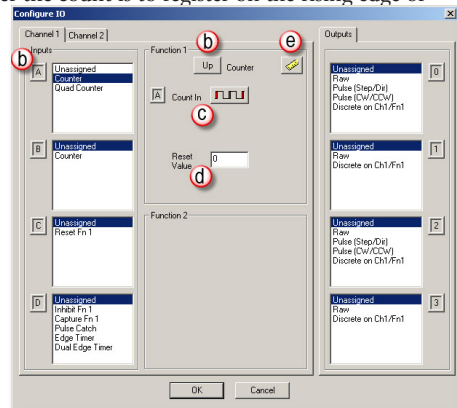 er the count is to register on the rising edge of
Configure IO
Channel 1
Channel 2
Inputs
b
A
Unassigned
Counter
Quad Counter
B
Unassigned
Counter
C
Unassigned
Reset Fn 1
D
Unassigned
Inhibit Fn 1
Capture Fn 1
Pulse Catch
Edge Timer
Dual Edge Timer
Function 1
b
e
Up
Counter
A
Count In
c
Reset
Value
0
d
Function 2
Outputs
Unassigned
Raw
Pulse (Step/Dir)
Pulse (CW/CCW)
Discrete on Ch1/Fn1
0
Unassigned
Raw
Discrete on Ch1/Fn1
1
Unassigned
Raw
Pulse (Step/Dir)
Pulse (CW/CCW)
Discrete on Ch1/Fn1
2
Unassigned
Raw
Discrete on Ch1/Fn1
3
OK
Cancel